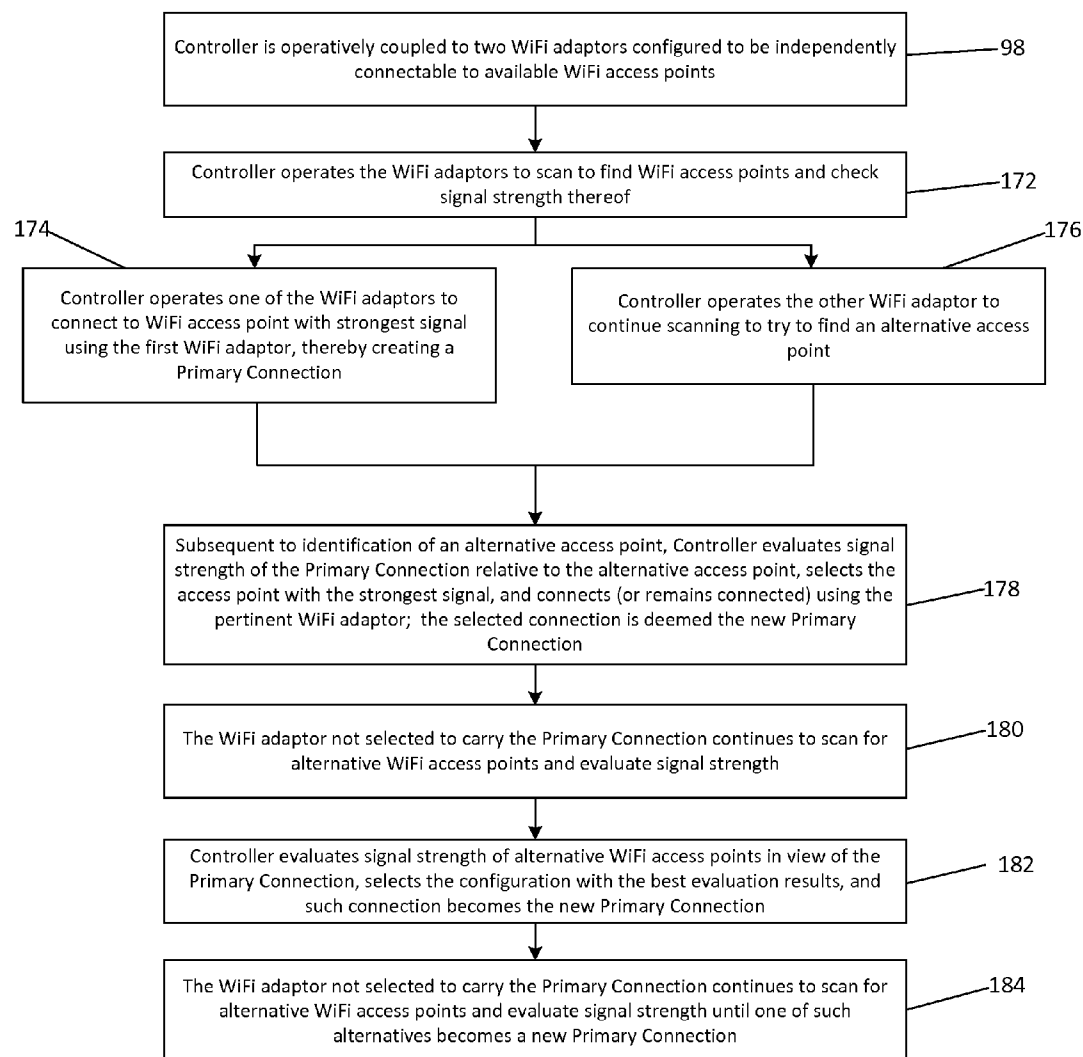 Controller is operatively coupled to two WiFi adaptors configured to be independently
connectable to available WiFi access points
98
Controller operates the WiFi adaptors to scan to find WiFi access points and check
signal strength thereof
172
174
176
Controller operates one of the WiFi adaptors to
connect to WiFi access point with strongest signal
using the first WiFi adaptor, thereby creating a
Primary Connection
Controller operates the other WiFi adaptor to
continue scanning to try to find an alternative access
point
Subsequent to identification of an alternative access point, Controller evaluates signal
strength of the Primary Connection relative to the alternative access point, selects the
access point with the strongest signal, and connects (or remains connected) using the
pertinent WiFi adaptor; the selected connection is deemed the new Primary
Connection
178
The WiFi adaptor not selected to carry the Primary Connection continues to scan for
alternative WiFi access points and evaluate signal strength
180
Controller evaluates signal strength of alternative WiFi access points in view of the
Primary Connection, selects the configuration with the best evaluation results, and
such connection becomes the new Primary Connection
182
The WiFi adaptor not selected to carry the Primary Connection continues to scan for
alternative WiFi access points and evaluate signal strength until one of such
alternatives becomes a new Primary Connection
184